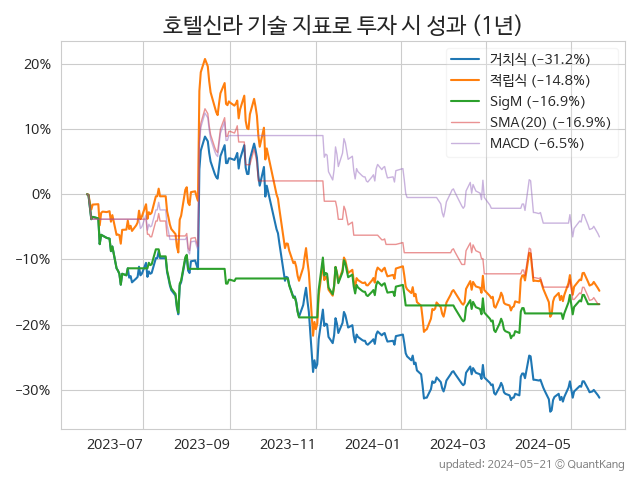 호텔신라 기술 지표로 투자 시 성과 (1년)
거치식 (−31.2%)
적립식 (−14.8%)
SigM (−16.9%)
SMA(20) (−16.9%)
MACD (−6.5%)
20%
10%
0%
−10%
−20%
−30%
2023−07 2023−09 2023−11 2024−01 2024−03 2024−05
updated: 2024−05−21 © QuantKang